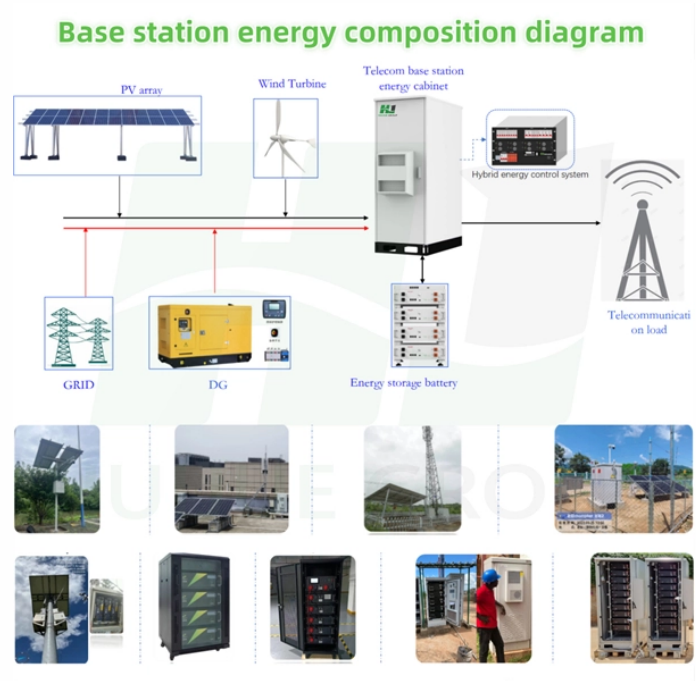 Base station energy composition diagram
PV array
Wind Turbine
Telecom base station
energy cabinet
HJ
Hybrid energy control system
Telecommunicati
on load
GRID
DG
Energy storage battery